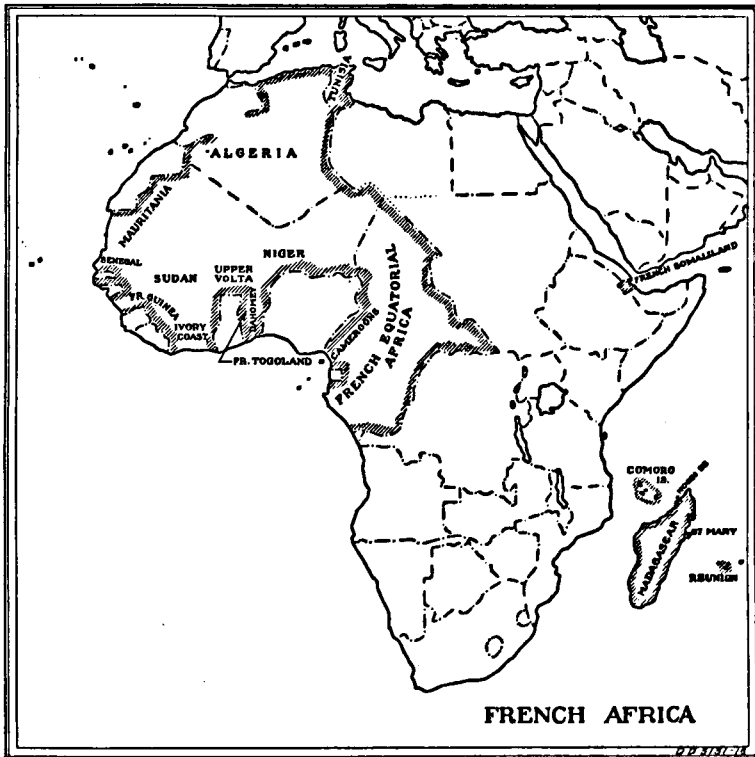 TUNISIA
ALGERIA
MAURITANIA
SENEGAL
SUDAN
UPPER
VOLTA
NIGER
FR. GUINEA
IVORY
COAST
DAHOMEY
FR. TOGOLAND
CAMEROONS
FRENCH EQUATORIAL
AFRICA
FRENCH SOMALILAND
COMORO
IS.
MADAGASCAR
ST MARY
REUNION
FRENCH AFRICA